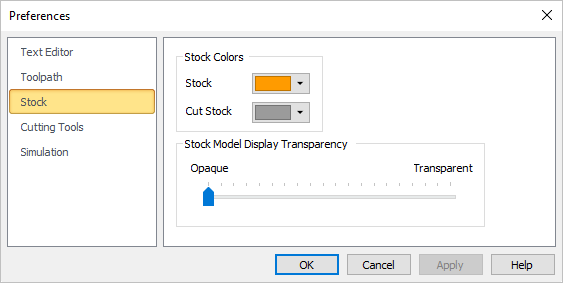 Preferences
Text Editor
Toolpath
Stock
Cutting Tools
Simulation
Stock Colors
Stock
Cut Stock
Stock Model Display Transparency
Opaque Transparent
OK Cancel Apply Help